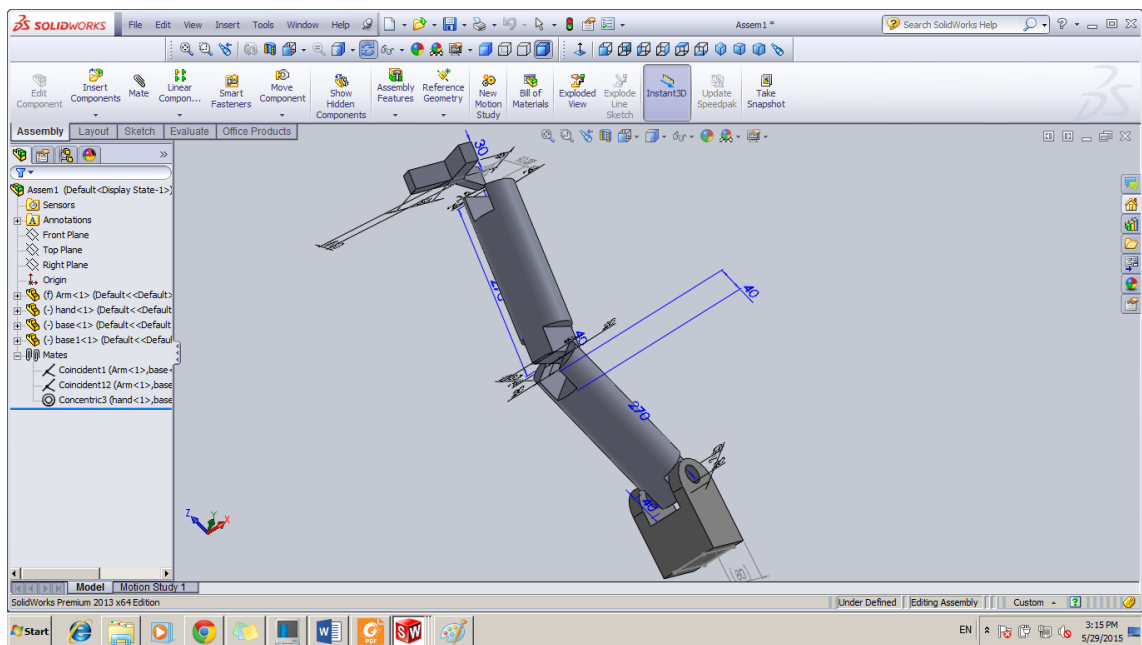 SOLIDWORKS File Edit View Insert Tools Window Help Assem1 * Search SolidWorks Help
Edit Component
Insert Components
Mate
Linear Compon...
Smart Fasteners
Move Component
Show Hidden Components
Assembly Features
Reference Geometry
New Motion Study
Bill of Materials
Exploded View
Explode Line Sketch
Instant3D
Update Speedpak
Take Snapshot
Assembly Layout Sketch Evaluate Office Products
Assem1 (Default<Display State-1>)
Sensors
Annotations
Front Plane
Top Plane
Right Plane
Origin
(f) Arm<1> (Default<<Default>
(-) hand<1> (Default<<Default
(-) base<1> (Default<<Default
(-) base1<1> (Default<<Defaul
Mates
Coincident1 (Arm<1>,base<
Coincident12 (Arm<1>,base
Concentric3 (hand<1>,base
30
270
40
40
270
40
(80)
Z Y X
Model Motion Study 1
SolidWorks Premium 2013 x64 Edition Under Defined Editing Assembly Custom
Start EN 3:15 PM
5/29/2015